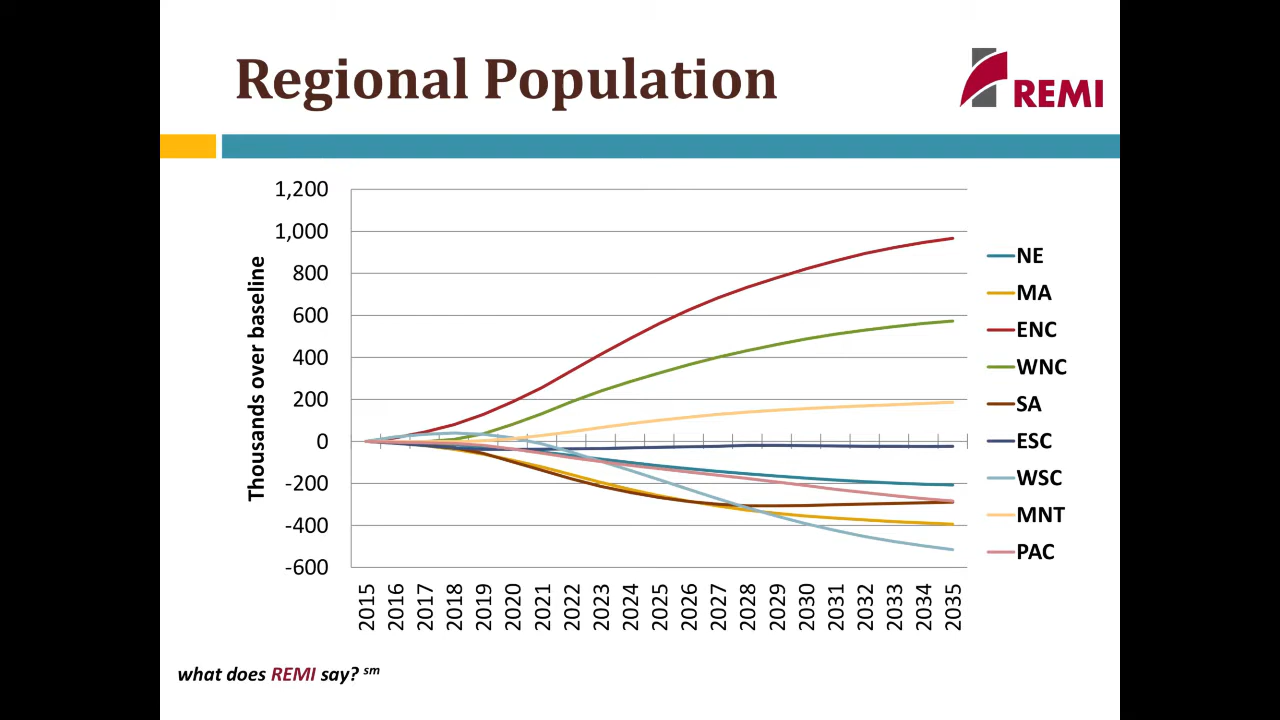 Regional Population
REMI
1,200
1,000
800
600
400
200
0
-200
-400
-600
Thousands over baseline
2015
2016
2017
2018
2019
2020
2021
2022
2023
2024
2025
2026
2027
2028
2029
2030
2031
2032
2033
2034
2035
NE
MA
ENC
WNC
SA
ESC
WSC
MNT
PAC
what does REMI say? sm